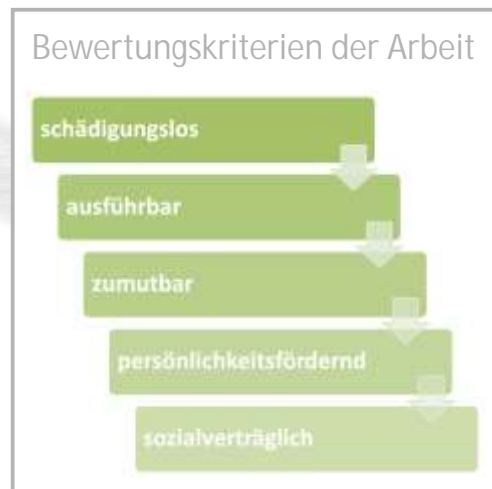 Bewertungskriterien der Arbeit
schädigungslos
ausführbar
zumutbar
persönlichkeitsfördernd
sozialverträglich